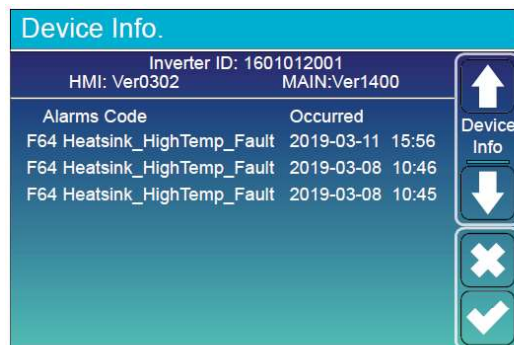 Device Info.
Inverter ID: 1601012001
HMI: Ver0302 MAIN:Ver1400
Alarms Code Occurred
F64 Heatsink_HighTemp_Fault 2019-03-11 15:56
F64 Heatsink_HighTemp_Fault 2019-03-08 10:46
F64 Heatsink_HighTemp_Fault 2019-03-08 10:45
Device
Info